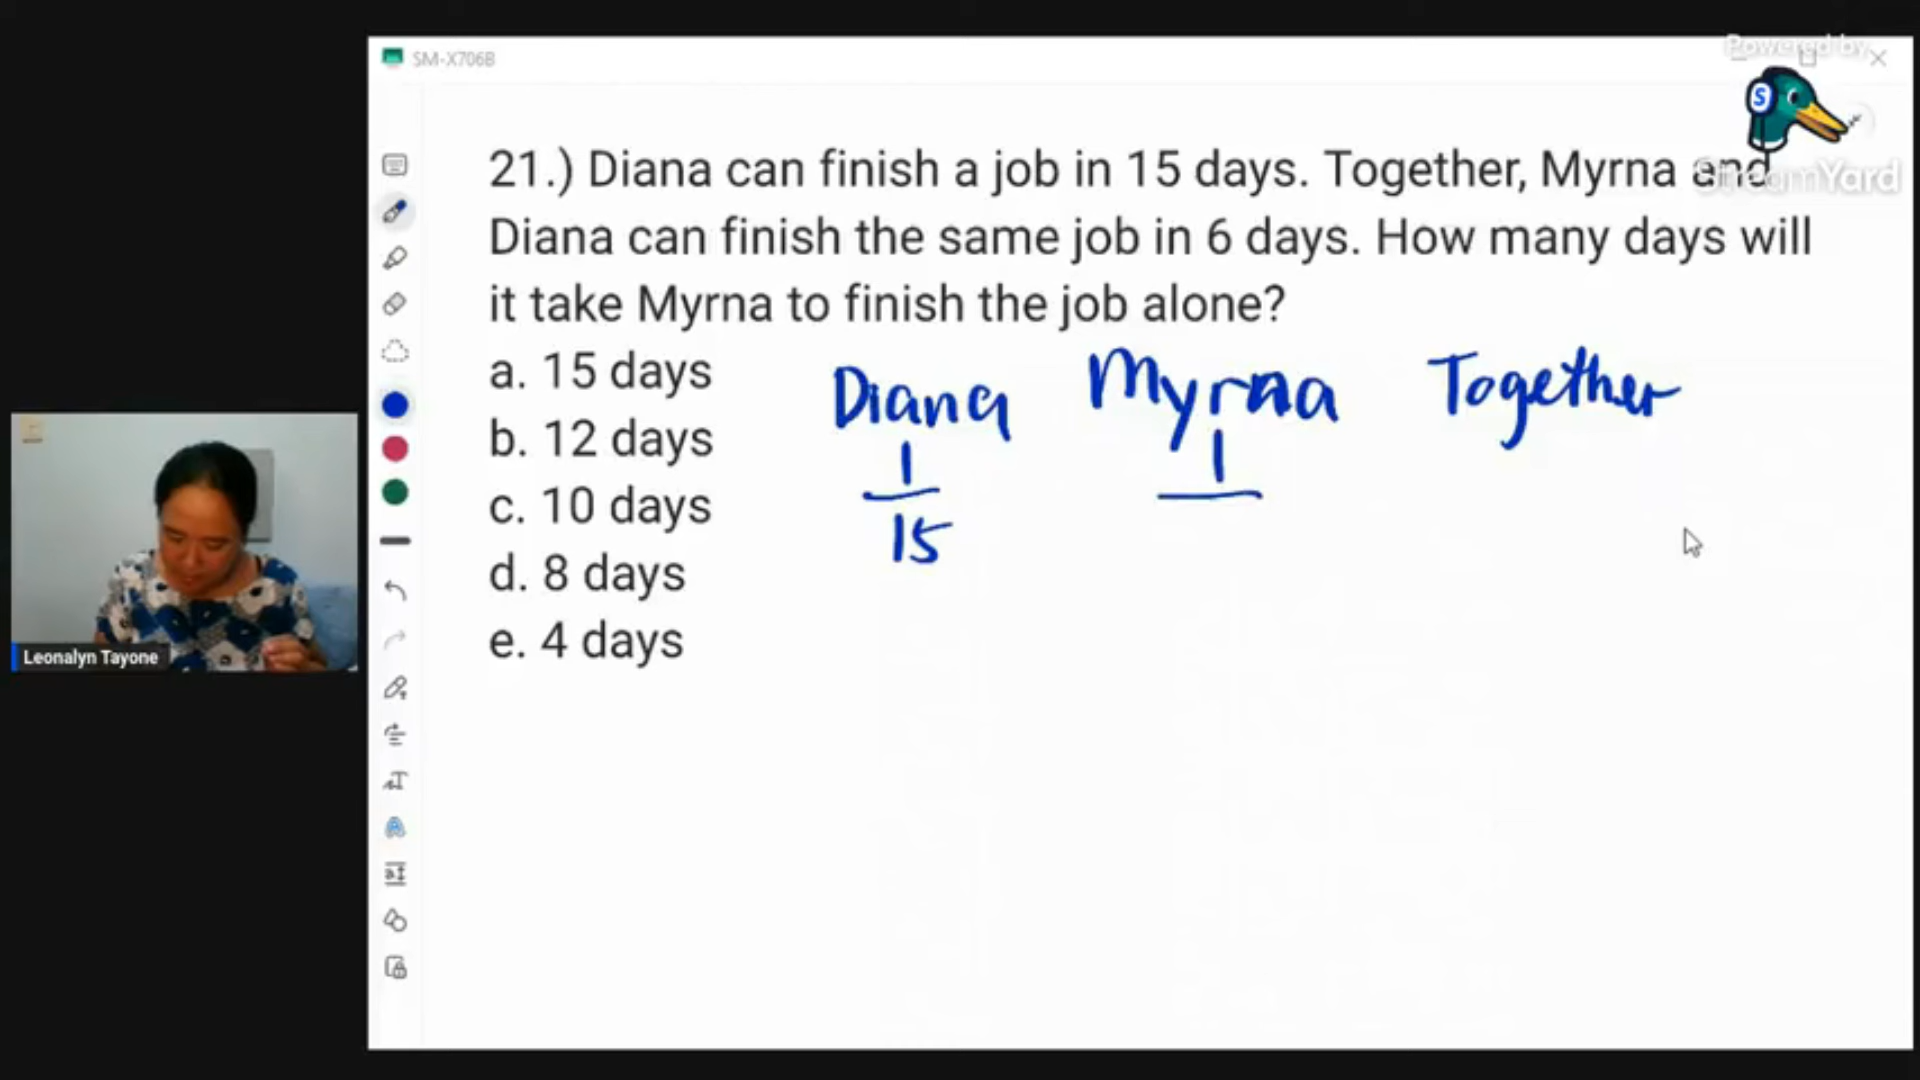 SM-X706B
Powered by
StreamYard
21.) Diana can finish a job in 15 days. Together, Myrna and
Diana can finish the same job in 6 days. How many days will
it take Myrna to finish the job alone?
a. 15 days
b. 12 days
c. 10 days
d. 8 days
e. 4 days
Diana Myrna Together
1 1
15
Leonalyn Tayone